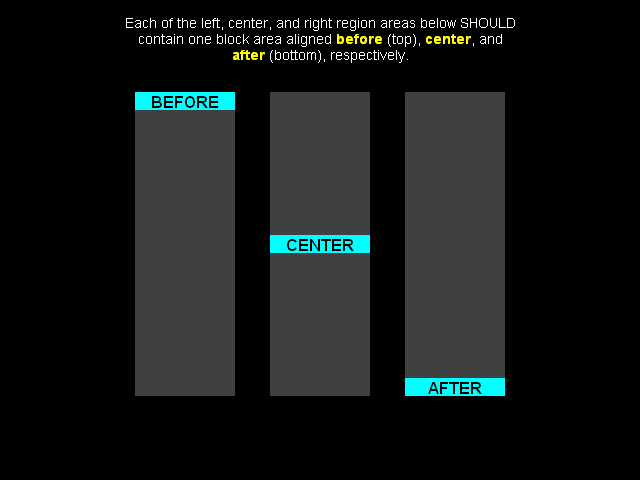 Each of the left, center, and right region areas below SHOULD
contain one block area aligned before (top), center, and
after (bottom), respectively.
BEFORE
CENTER
AFTER